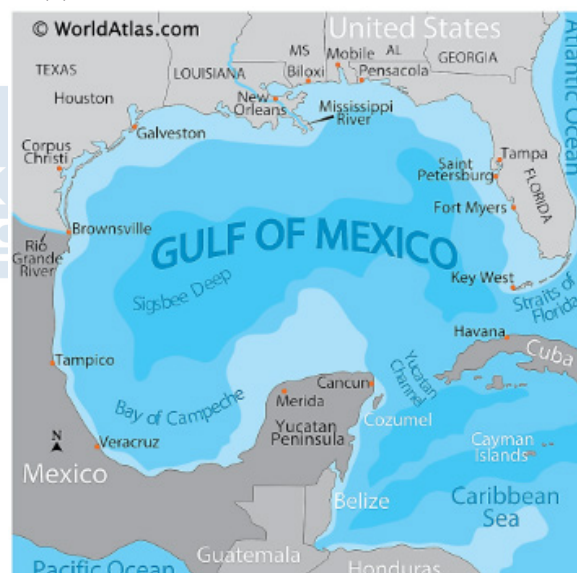 © WorldAtlas.com
United States
Atlantic Ocean
MS
Mobile
AL
GEORGIA
TEXAS
LOUISIANA
Biloxi
Pensacola
Houston
New
Orleans
Mississippi
River
Galveston
Corpus
Christi
Tampa
Saint
Petersburg
FLORIDA
Fort Myers
Brownsville
GULF OF MEXICO
Rio
Grande
River
Sigsbee Deep
Key West
Straits of
Florida
Havana
Cuba
Tampico
Yucatan
Channel
Bay of Campeche
Cancun
Merida
Cozumel
Yucatan
Peninsula
N
Veracruz
Cayman
Islands
Mexico
Belize
Caribbean
Sea
Guatemala
Honduras
Pacific Ocean